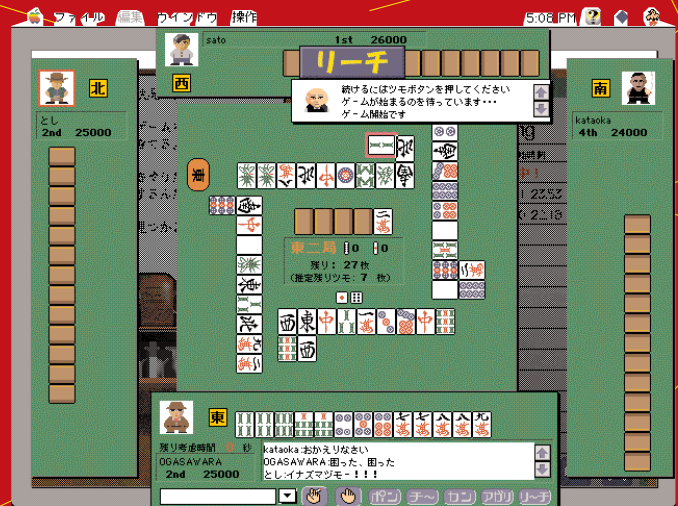 ファイル 編集 ウインドウ 操作 5:08 PM
sato 1st 26000
リーチ
西
続けるにはツモボタンを押してください
ゲームが始まるのを待っています・・・
ゲーム開始です
北
とし
2nd 25000
南
kataoka
4th 24000
東
東二局 0 0
残り：27枚
(推定残りツモ：7 枚)
東
残り考慮時間 0 秒
OGASAWARA
2nd 25000
kataoka:おかえりなさい
OGASAWARA:困った、困った
とし:イナズマツモ－！！！
ポン チ～ カン アガリ リ～チ